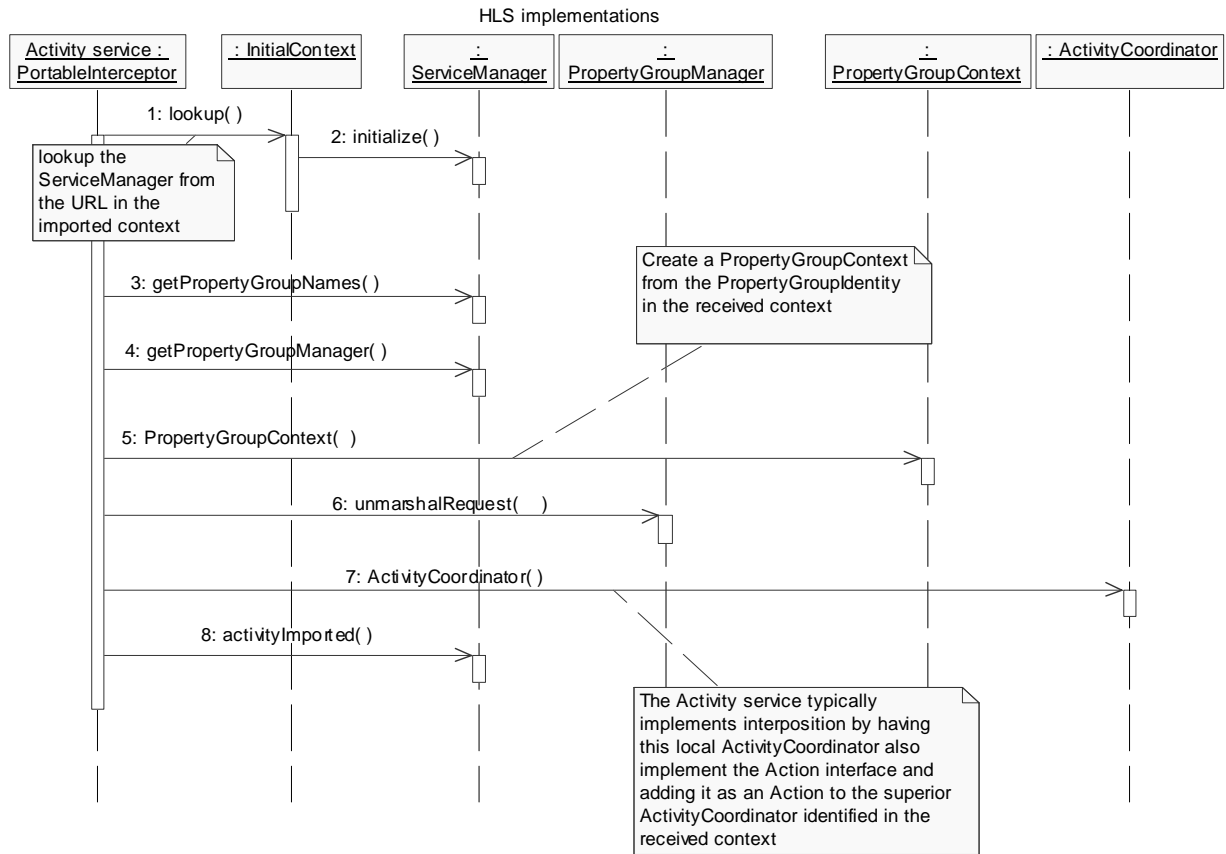 HLS implementations
Activity service :
PortableInterceptor
: InitialContext
:
ServiceManager
:
PropertyGroupManager
:
PropertyGroupContext
: ActivityCoordinator
1: lookup( )
2: initialize( )
lookup the
ServiceManager from
the URL in the
imported context
Create a PropertyGroupContext
from the PropertyGroupIdentity
in the received context
3: getPropertyGroupNames( )
4: getPropertyGroupManager( )
5: PropertyGroupContext( )
6: unmarshalRequest( )
7: ActivityCoordinator( )
8: activityImported( )
The Activity service typically
implements interposition by having
this local ActivityCoordinator also
implement the Action interface and
adding it as an Action to the superior
ActivityCoordinator identified in the
received context